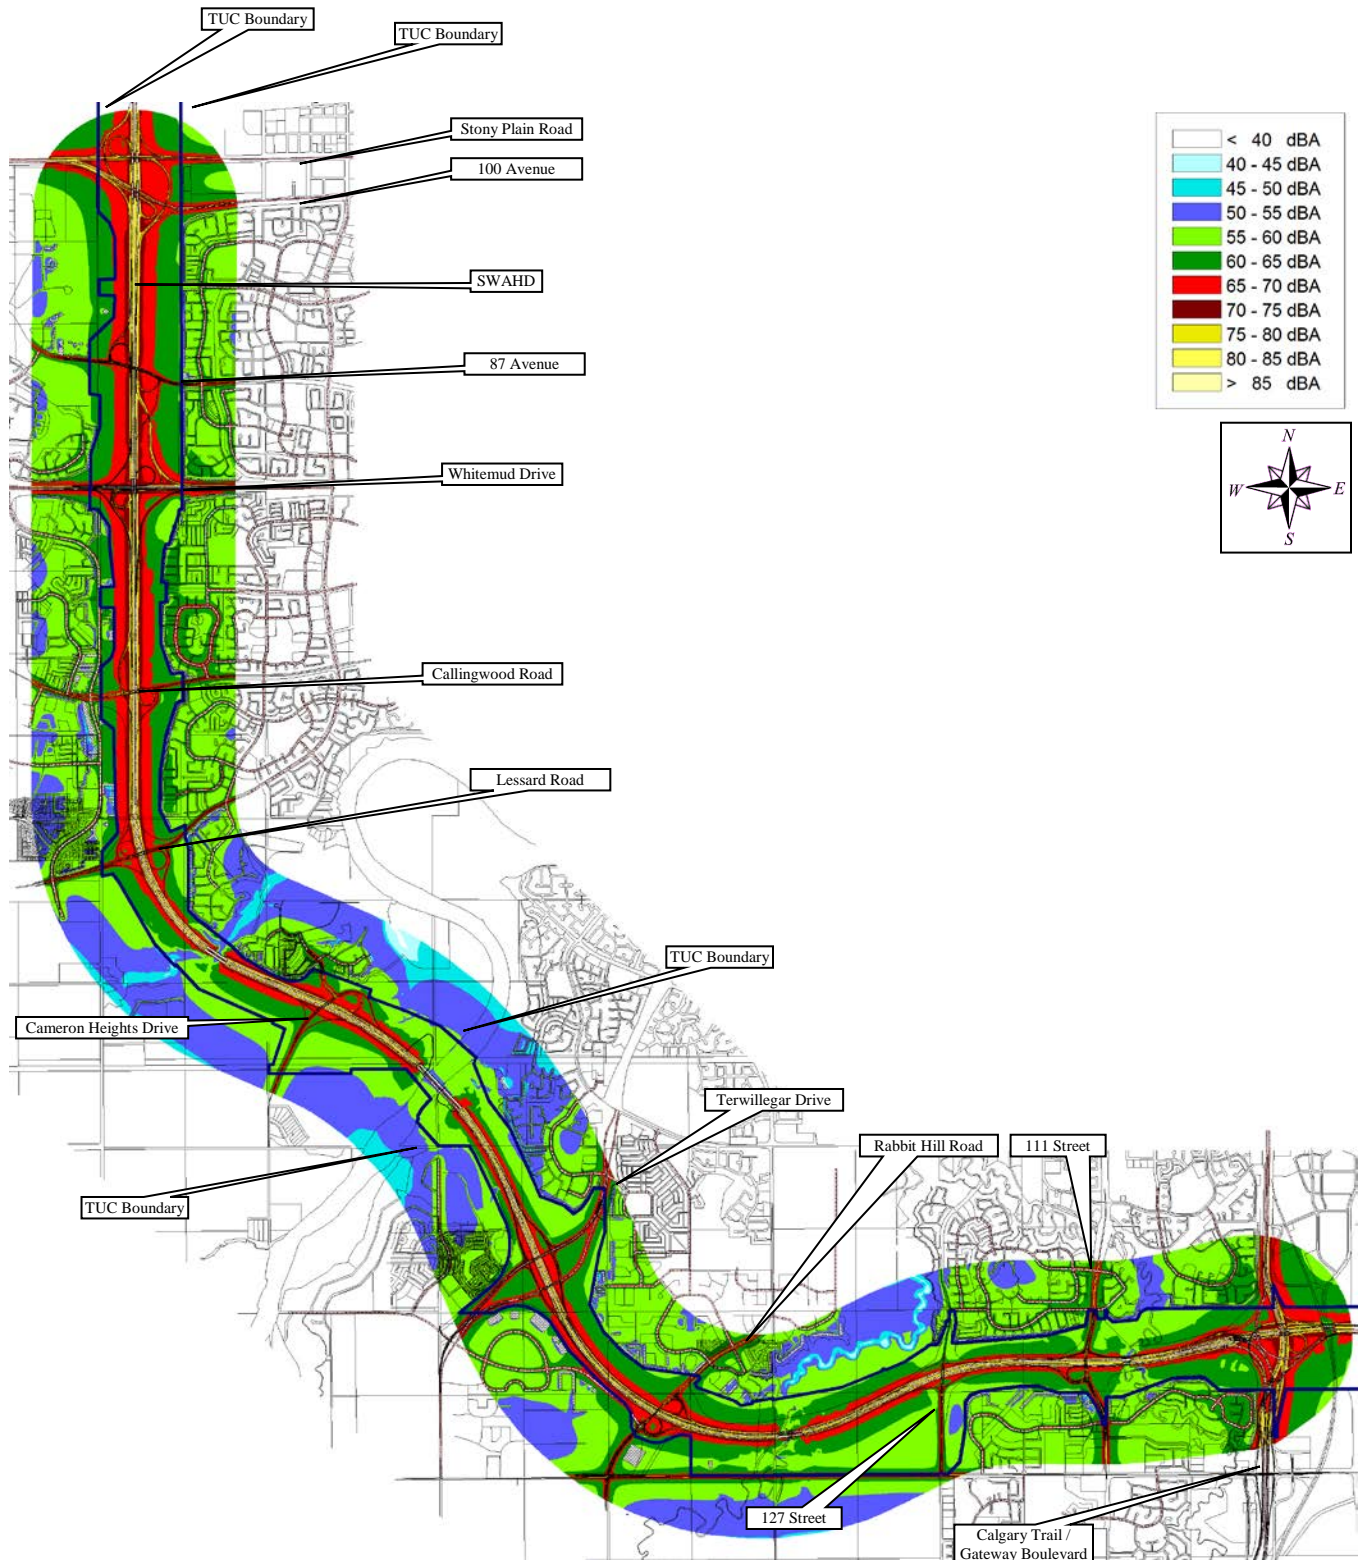 TUC Boundary
TUC Boundary
Stony Plain Road
100 Avenue
SWAHD
87 Avenue
Whitemud Drive
Callingwood Road
Lessard Road
TUC Boundary
Cameron Heights Drive
Terwillegar Drive
Rabbit Hill Road
111 Street
TUC Boundary
127 Street
Calgary Trail /
Gateway Boulevard
< 40 dBA
40 - 45 dBA
45 - 50 dBA
50 - 55 dBA
55 - 60 dBA
60 - 65 dBA
65 - 70 dBA
70 - 75 dBA
75 - 80 dBA
80 - 85 dBA
> 85 dBA
N
W E
S